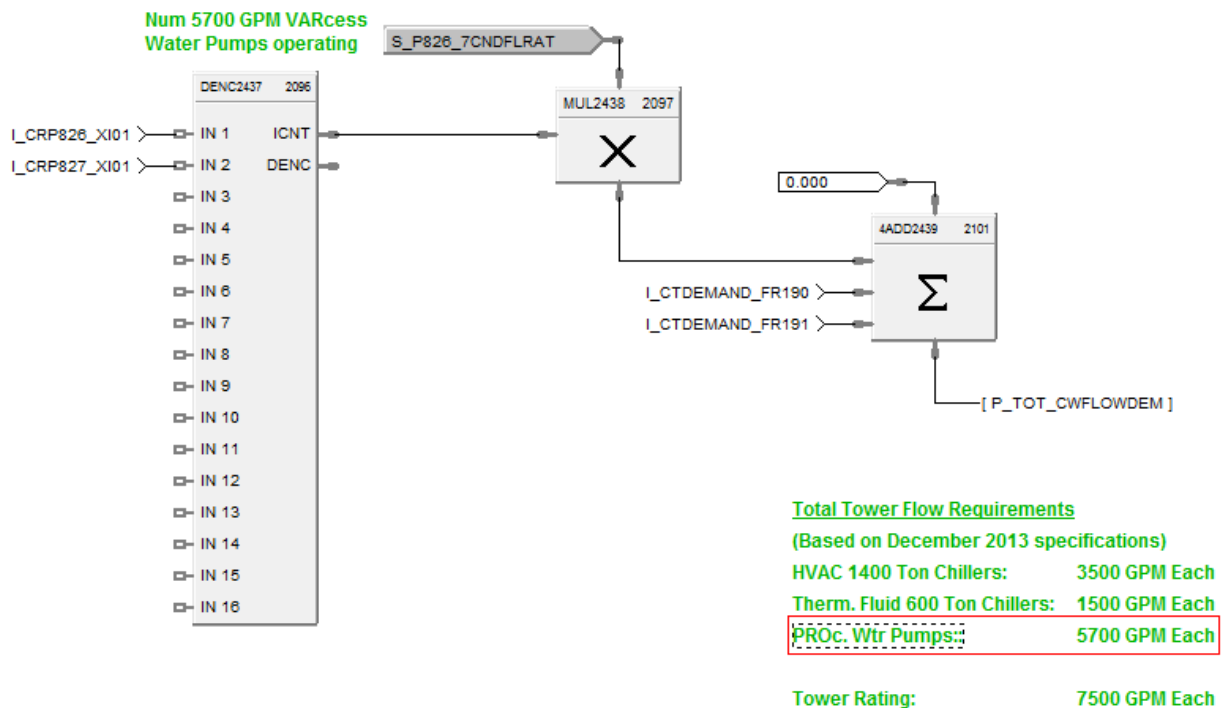 Num 5700 GPM VARcess
Water Pumps operating
S_P826_7CNDFLRAT
DENC2437 2096
I_CRP826_XI01 IN 1 ICNT
I_CRP827_XI01 IN 2 DENC
IN 3
IN 4
IN 5
IN 6
IN 7
IN 8
IN 9
IN 10
IN 11
IN 12
IN 13
IN 14
IN 15
IN 16
MUL2438 2097
X
0.000
4ADD2439 2101
Σ
I_CTDEMAND_FR190
I_CTDEMAND_FR191
[ P_TOT_CWFLOWDEM ]
Total Tower Flow Requirements
(Based on December 2013 specifications)
HVAC 1400 Ton Chillers: 3500 GPM Each
Therm. Fluid 600 Ton Chillers: 1500 GPM Each
PROc. Wtr Pumps:: 5700 GPM Each
Tower Rating: 7500 GPM Each